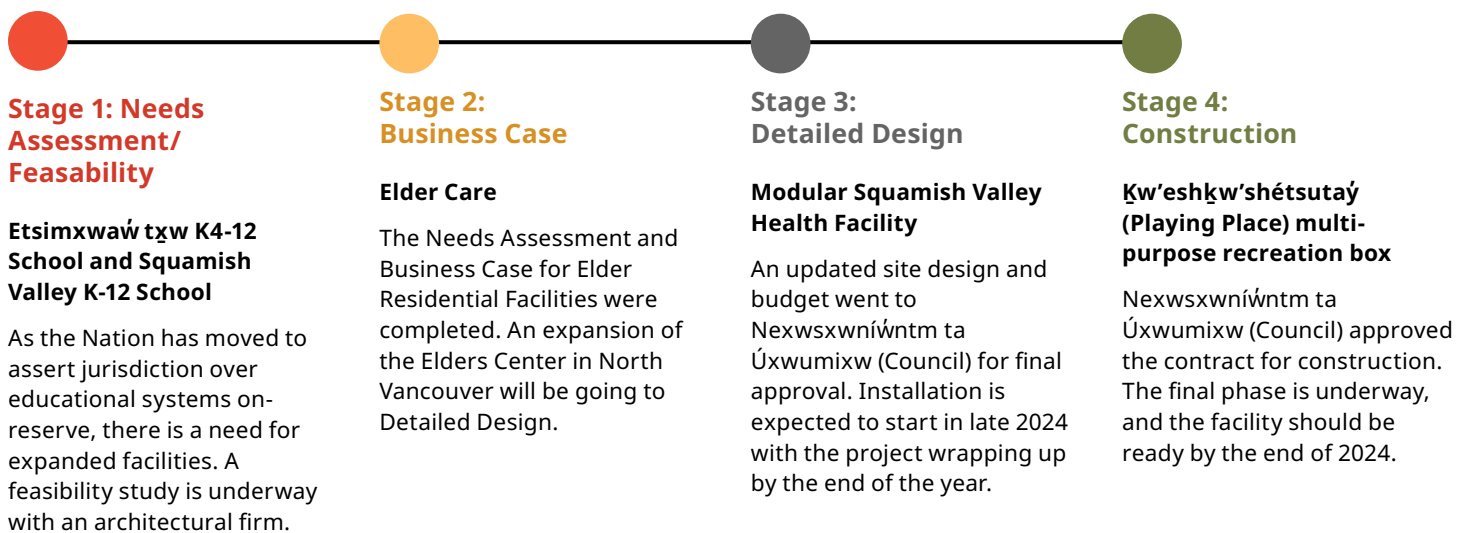 Stage 1: Needs
Assessment/
Feasability
Etsimxwaw̓ tx̱w K4-12
School and Squamish
Valley K-12 School
As the Nation has moved to
assert jurisdiction over
educational systems on-
reserve, there is a need for
expanded facilities. A
feasibility study is underway
with an architectural firm.
Stage 2:
Business Case
Elder Care
The Needs Assessment and
Business Case for Elder
Residential Facilities were
completed. An expansion of
the Elders Center in North
Vancouver will be going to
Detailed Design.
Stage 3:
Detailed Design
Modular Squamish Valley
Health Facility
An updated site design and
budget went to
Nexwsxwníw̓ntm ta
Úxwumixw (Council) for final
approval. Installation is
expected to start in late 2024
with the project wrapping up
by the end of the year.
Stage 4:
Construction
Ḵw’eshḵw’shétsutay̓
(Playing Place) multi-
purpose recreation box
Nexwsxwníw̓ntm ta
Úxwumixw (Council) approved
the contract for construction.
The final phase is underway,
and the facility should be
ready by the end of 2024.